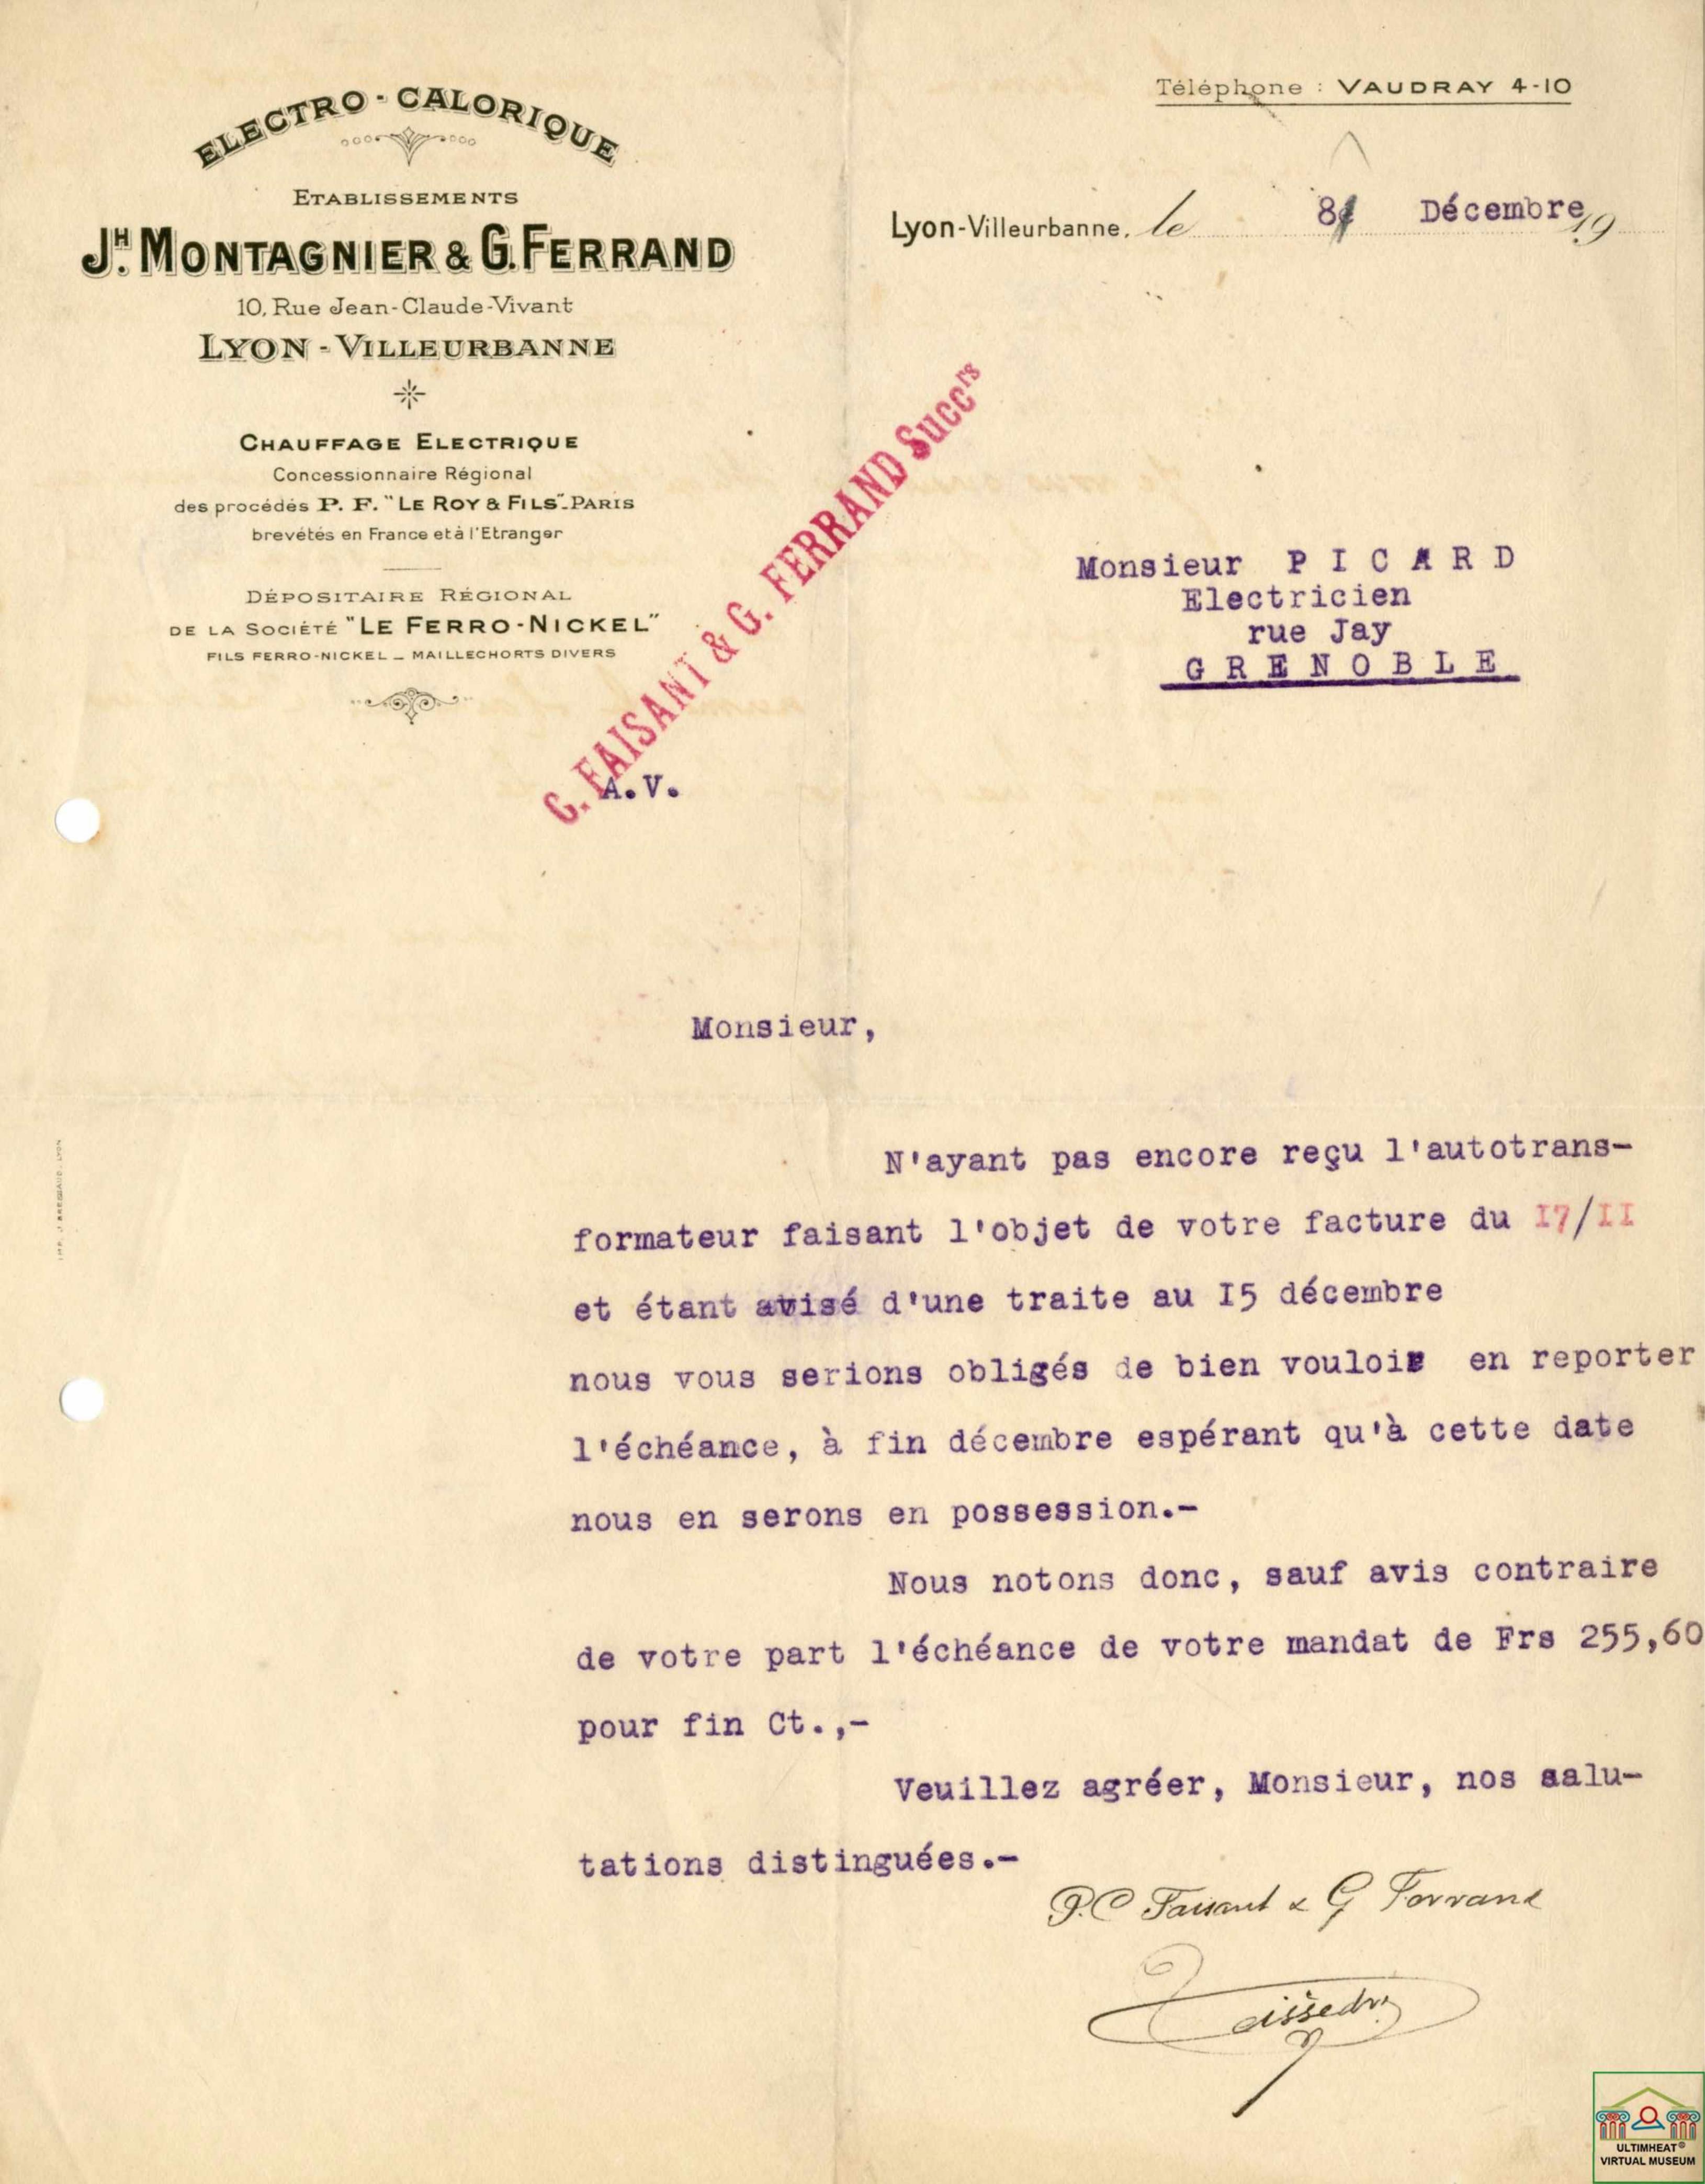 ELECTRO - CALORIQUE
ETABLISSEMENTS
JH. MONTAGNIER & G. FERRAND
10, Rue Jean-Claude-Vivant
LYON - VILLEURBANNE
CHAUFFAGE ELECTRIQUE
Concessionnaire Régional
des procédés P. F. "LE ROY & FILS"-PARIS
brevétés en France et à l'Etranger
DÉPOSITAIRE RÉGIONAL
DE LA SOCIÉTÉ "LE FERRO-NICKEL"
FILS FERRO-NICKEL _ MAILLECHORTS DIVERS
Téléphone : VAUDRAY 4-10
Lyon-Villeurbanne, le 8 Décembre 19
C. FAISANT & G. FERRAND Succrs
Monsieur P I C A R D
Electricien
rue Jay
G R E N O B L E
A.V.
Monsieur,
N'ayant pas encore reçu l'autotrans-
formateur faisant l'objet de votre facture du I7/II
et étant avisé d'une traite au I5 décembre
nous vous serions obligés de bien vouloir en reporter
l'échéance, à fin décembre espérant qu'à cette date
nous en serons en possession.-
Nous notons donc, sauf avis contraire
de votre part l'échéance de votre mandat de Frs 255,60
pour fin Ct.,-
Veuillez agréer, Monsieur, nos salu-
tations distinguées.-
P. C Faisant & G Ferrand
ULTIMHEAT®
VIRTUAL MUSEUM